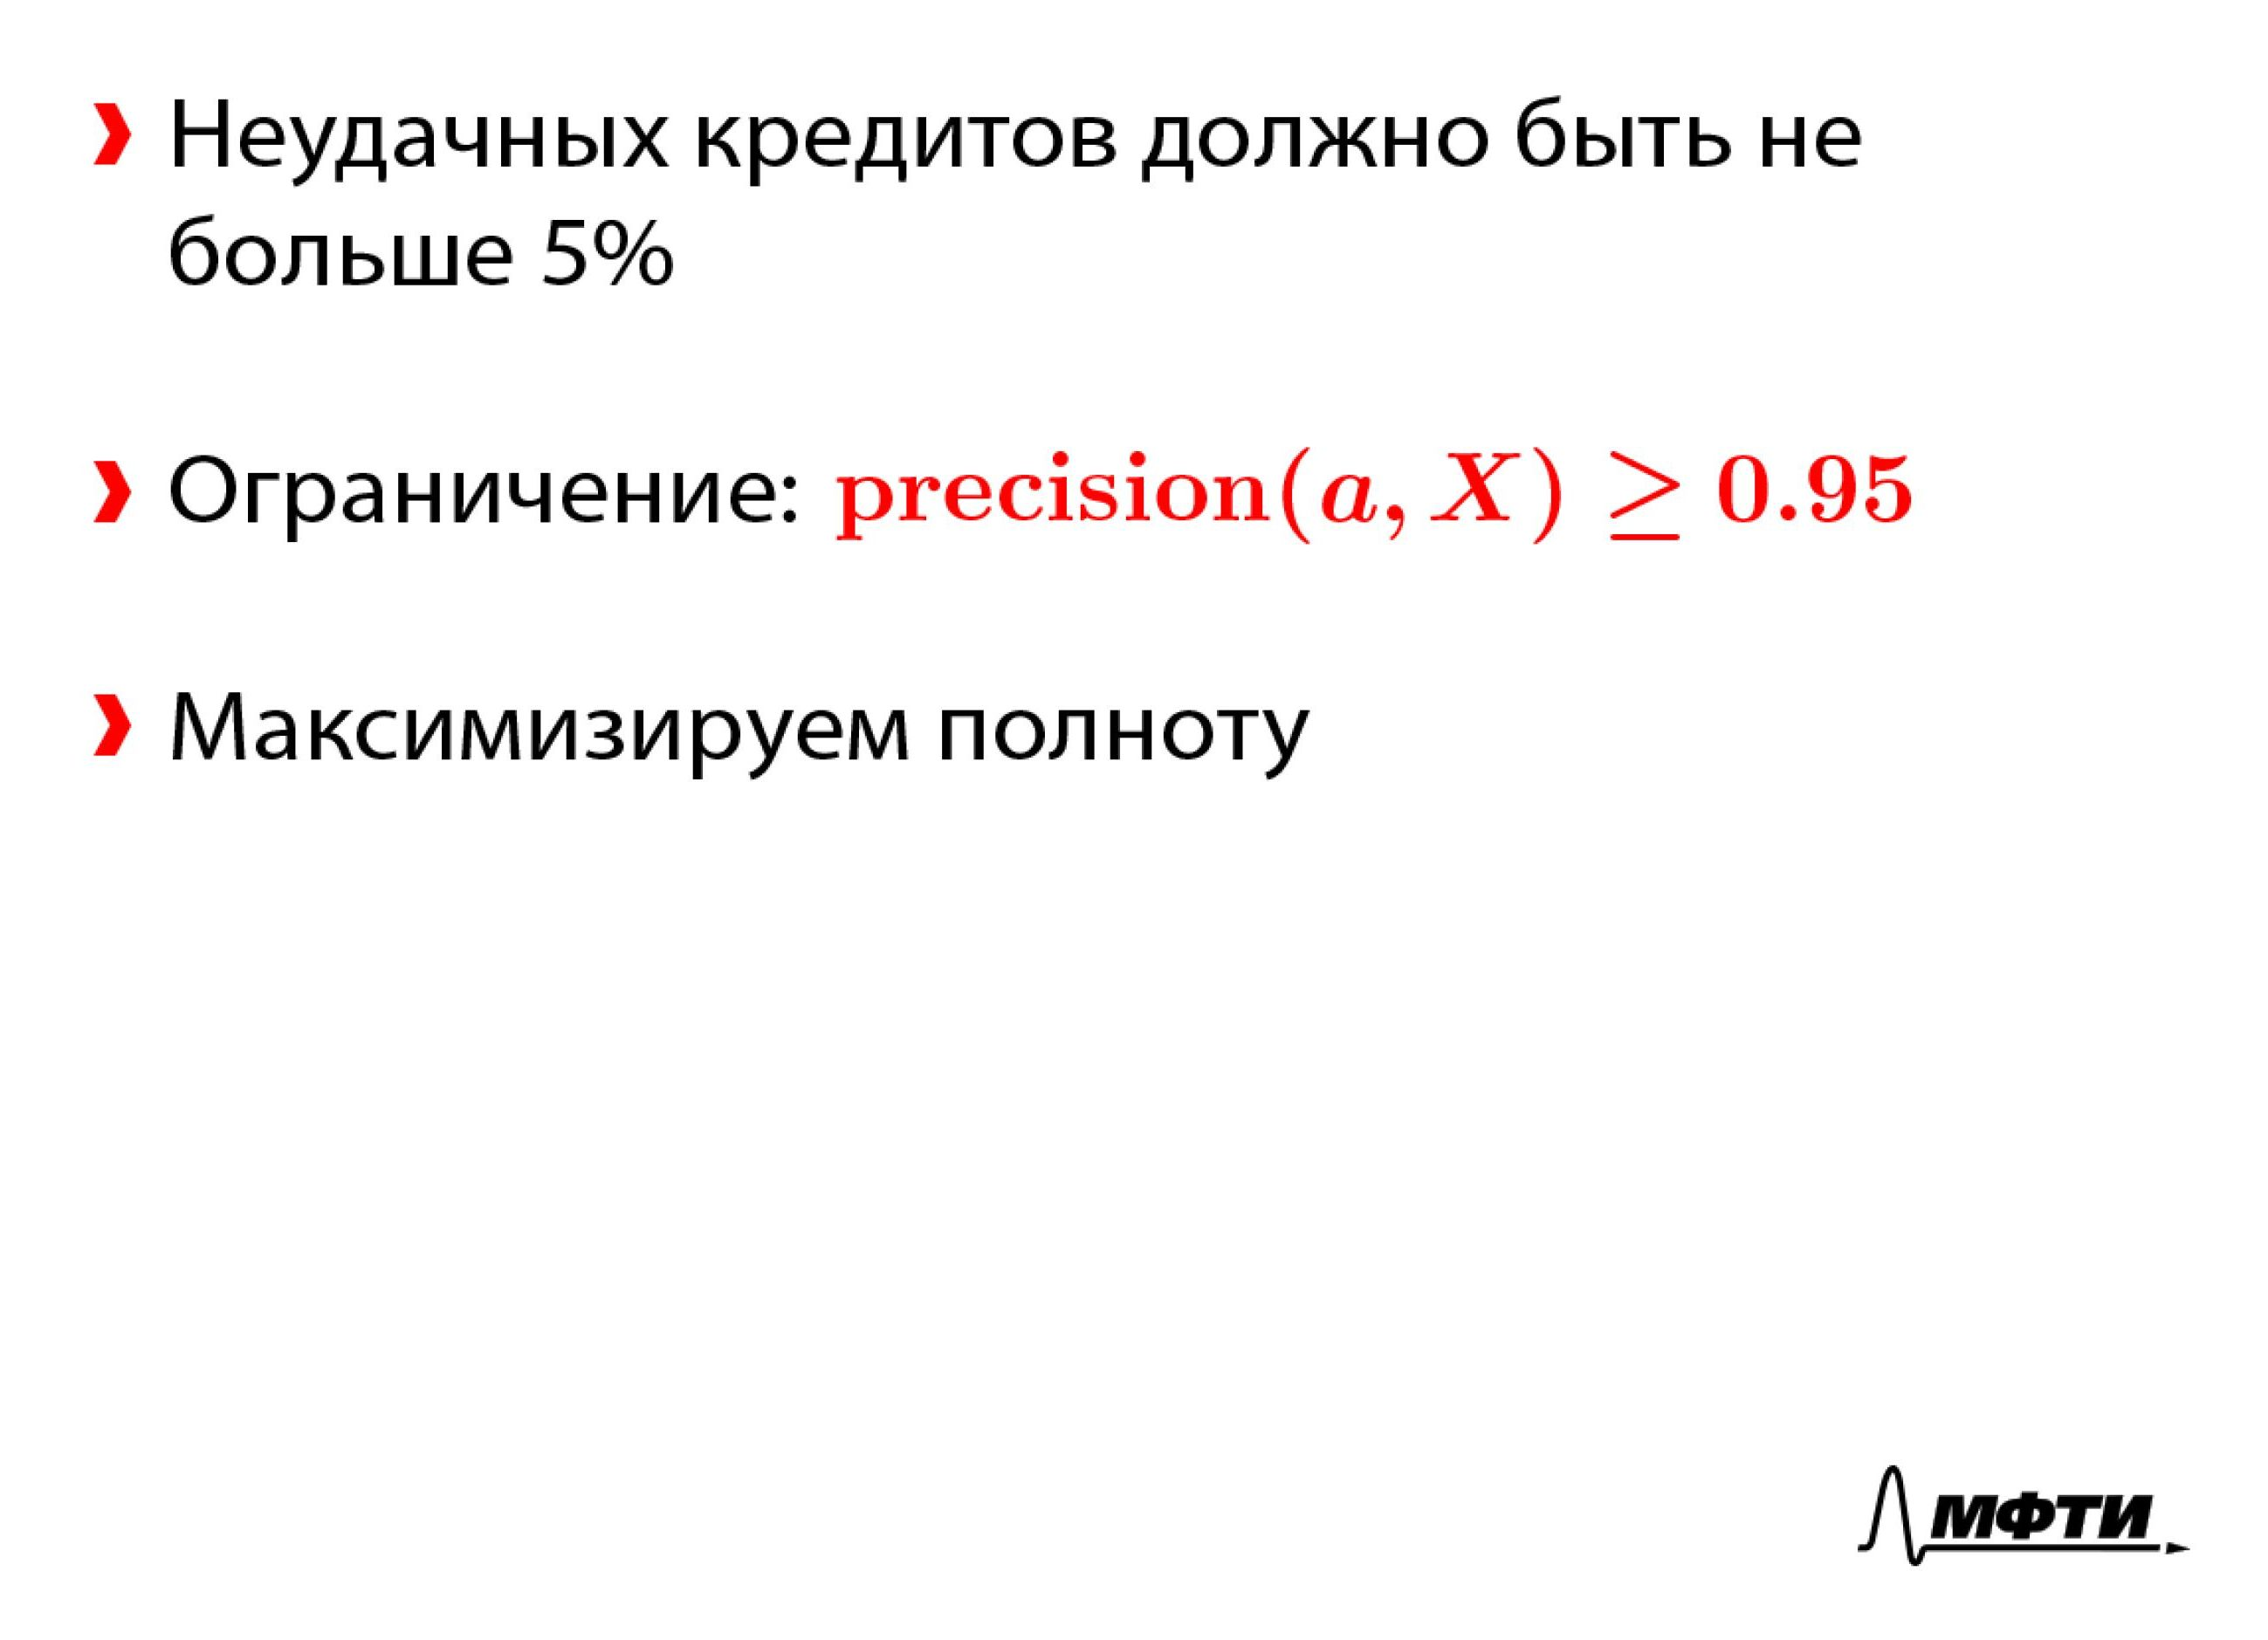 Неудачных кредитов должно быть не
больше 5%
Ограничение: precision(a, X) ≥ 0.95
Максимизируем полноту
МФТИ